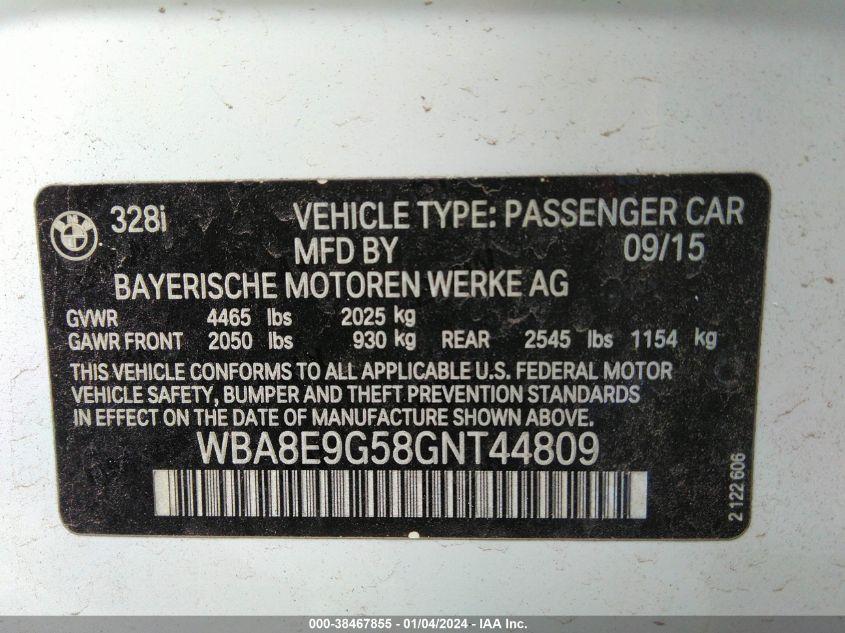 328i VEHICLE TYPE: PASSENGER CAR
MFD BY 09/15
BAYERISCHE MOTOREN WERKE AG
GVWR 4465 lbs 2025 kg
GAWR FRONT 2050 lbs 930 kg REAR 2545 lbs 1154 kg
THIS VEHICLE CONFORMS TO ALL APPLICABLE U.S. FEDERAL MOTOR
VEHICLE SAFETY, BUMPER AND THEFT PREVENTION STANDARDS
IN EFFECT ON THE DATE OF MANUFACTURE SHOWN ABOVE.
WBA8E9G58GNT44809
2 122 606
000-38467855 - 01/04/2024 - IAA Inc.